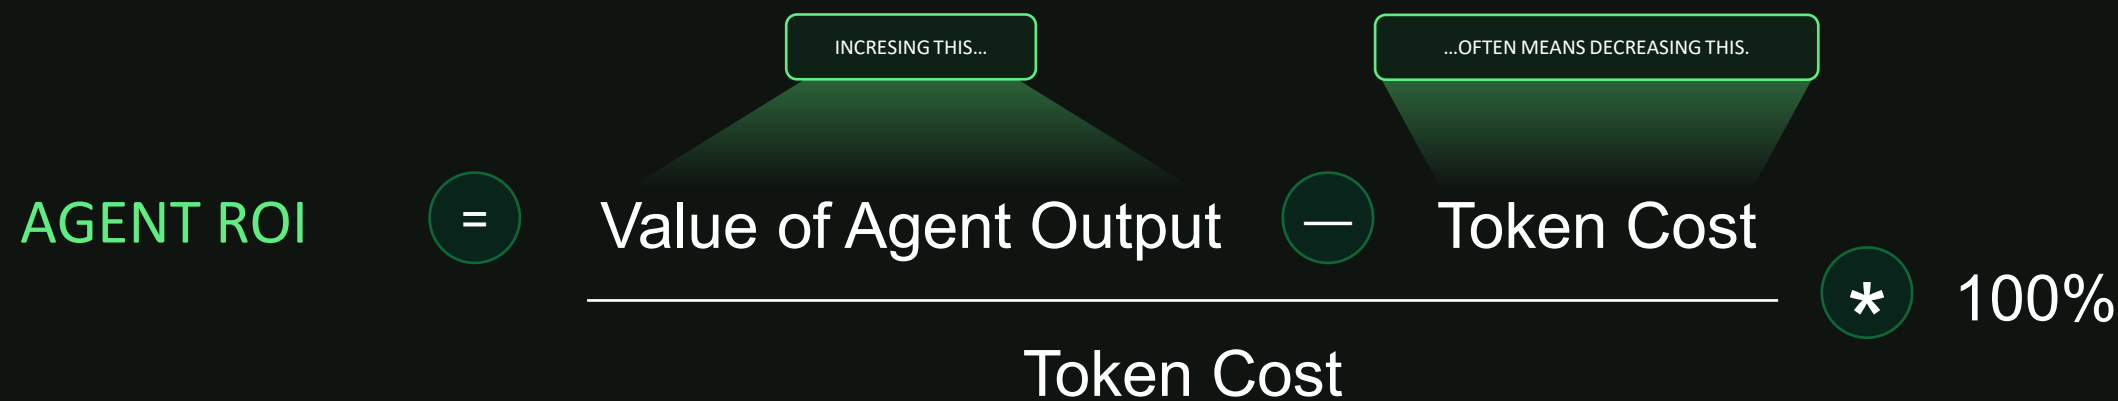 INCRESING THIS...
...OFTEN MEANS DECREASING THIS.
AGENT ROI = Value of Agent Output — Token Cost
* 100%
Token Cost